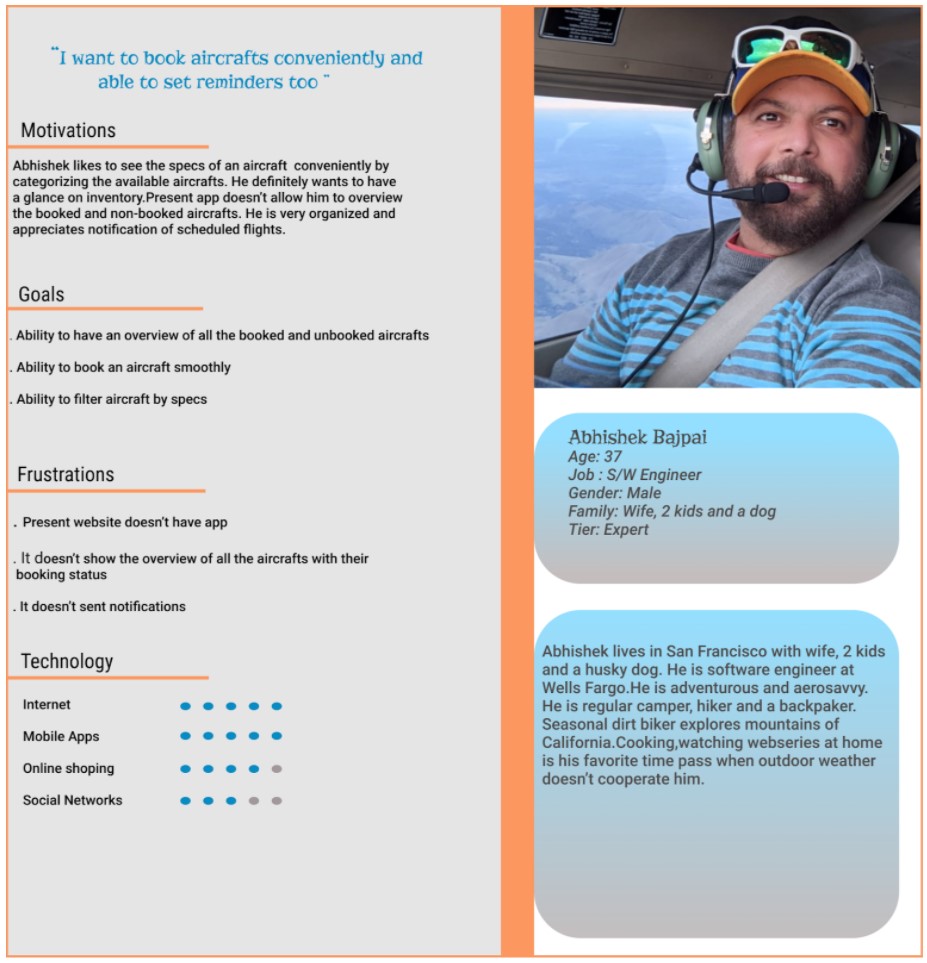 "I want to book aircrafts conveniently and
able to set reminders too "
Motivations
Abhishek likes to see the specs of an aircraft conveniently by
categorizing the available aircrafts. He definitely wants to have
a glance on inventory.Present app doesn't allow him to overview
the booked and non-booked aircrafts. He is very organized and
appreciates notification of scheduled flights.
Goals
. Ability to have an overview of all the booked and unbooked aircrafts
. Ability to book an aircraft smoothly
. Ability to filter aircraft by specs
Frustrations
. Present website doesn't have app
. It doesn't show the overview of all the aircrafts with their
booking status
. It doesn't sent notifications
Technology
Internet
Mobile Apps
Online shoping
Social Networks
Abhishek Bajpai
Age: 37
Job : S/W Engineer
Gender: Male
Family: Wife, 2 kids and a dog
Tier: Expert
Abhishek lives in San Francisco with wife, 2 kids
and a husky dog. He is software engineer at
Wells Fargo.He is adventurous and aerosavvy.
He is regular camper, hiker and a backpaker.
Seasonal dirt biker explores mountains of
California.Cooking,watching webseries at home
is his favorite time pass when outdoor weather
doesn't cooperate him.